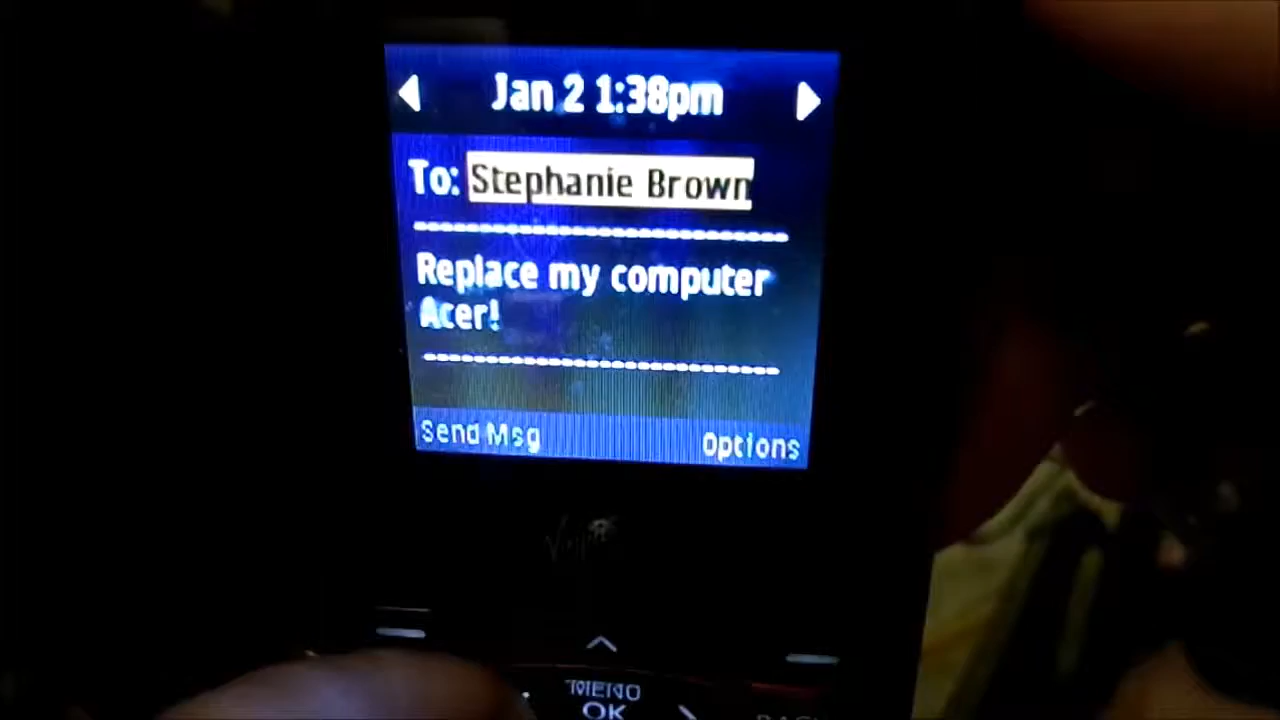 Jan 2 1:38pm
To: Stephanie Brown
Replace my computer
Acer!
Send Msg Options
MENU
OK